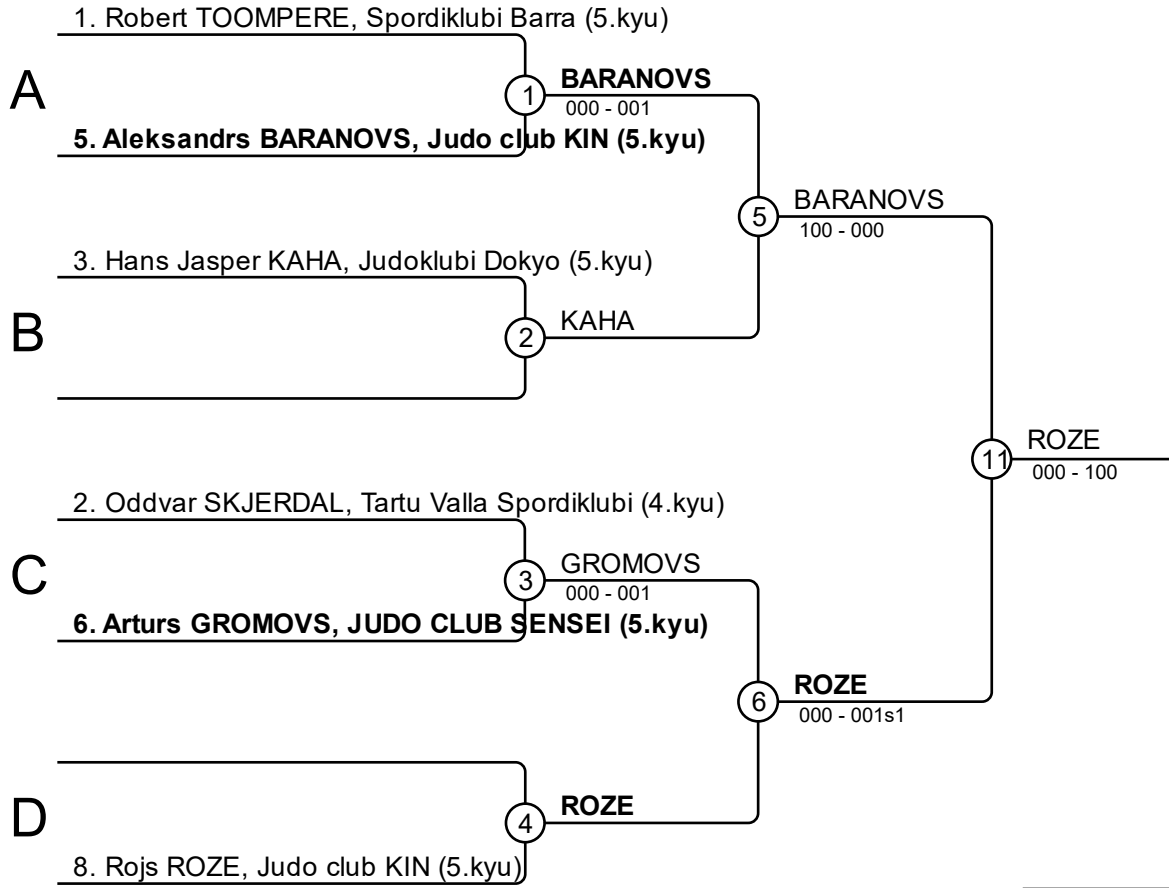 1. Robert TOOMPERE, Spordiklubi Barra (5.kyu)
A
1
BARANOVS
000 - 001
5. Aleksandrs BARANOVS, Judo club KIN (5.kyu)
5
BARANOVS
100 - 000
3. Hans Jasper KAHA, Judoklubi Dokyo (5.kyu)
B
2
KAHA
11
ROZE
000 - 100
2. Oddvar SKJERDAL, Tartu Valla Spordiklubi (4.kyu)
C
3
GROMOVS
000 - 001
6. Arturs GROMOVS, JUDO CLUB SENSEI (5.kyu)
6
ROZE
000 - 001s1
D
4
ROZE
8. Rojs ROZE, Judo club KIN (5.kyu)